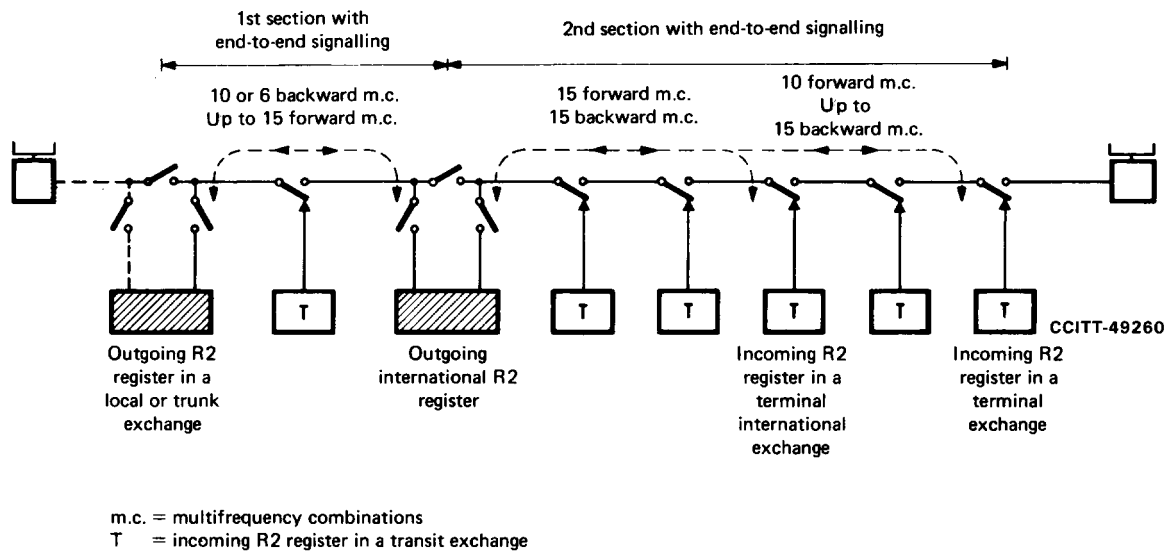 1st section with
end-to-end signalling
2nd section with end-to-end signalling
10 or 6 backward m.c.
Up to 15 forward m.c.
15 forward m.c.
15 backward m.c.
10 forward m.c.
Up to
15 backward m.c.
T
T
T
T
T
T
CCITT-49260
Outgoing R2
register in a
local or trunk
exchange
Outgoing
international R2
register
Incoming R2
register in a
terminal
international
exchange
Incoming R2
register in a
terminal
exchange
m.c. = multifrequency combinations
T = incoming R2 register in a transit exchange